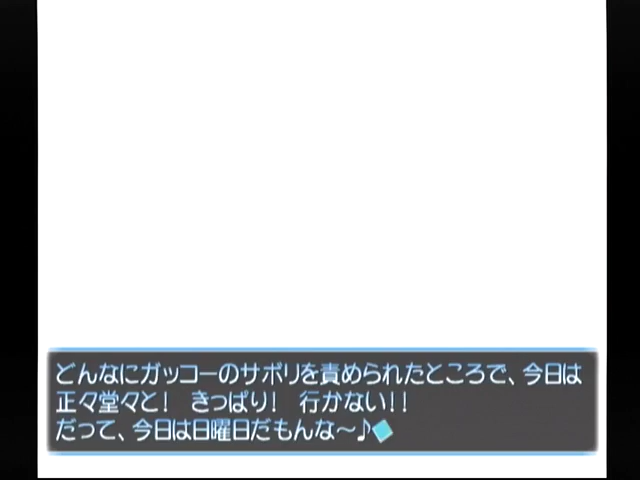 どんなにガッコーのサボリを責められたところで、今日は
正々堂々と！　きっぱり！　行かない！！
だって、今日は日曜日だもんな～♪